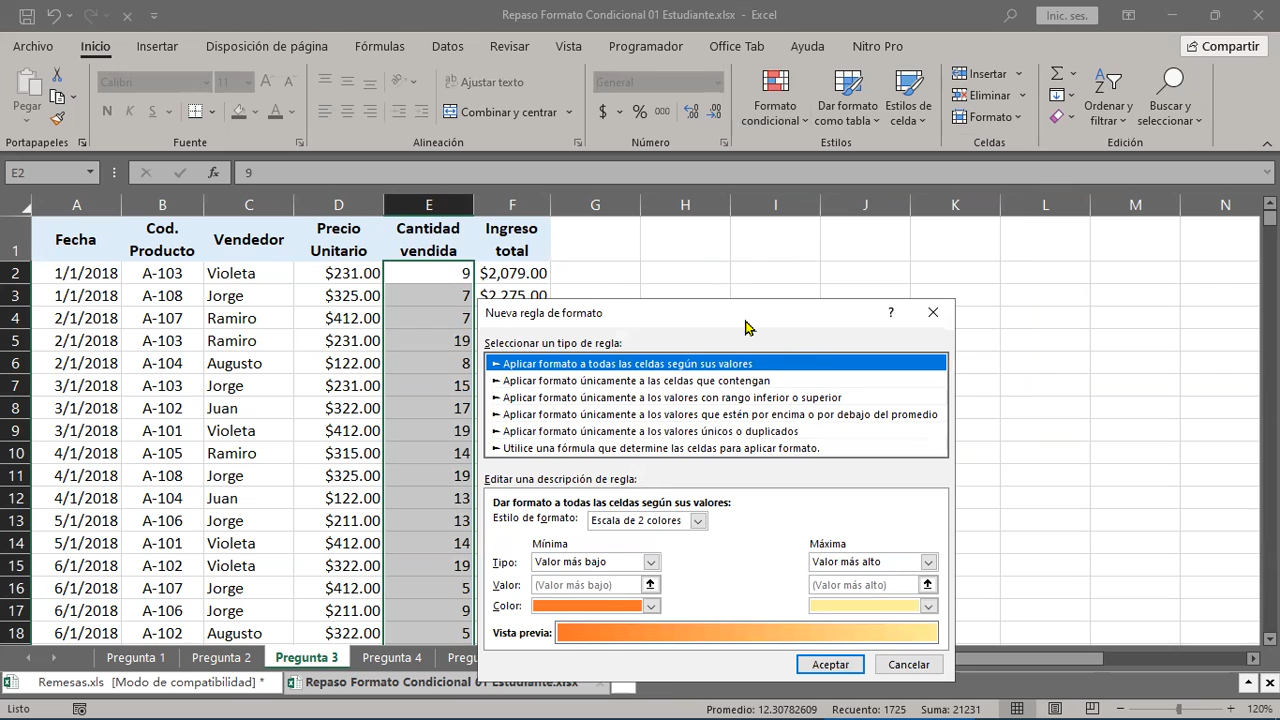 Repaso Formato Condicional 01 Estudiante.xlsx - Excel
Inic. ses.
Archivo Inicio Insertar Disposición de página Fórmulas Datos Revisar Vista Programador Office Tab Ayuda Nitro Pro Compartir
Pegar
Calibri 11
N K S
Ajustar texto
Combinar y centrar
General
$ % 000
Formato condicional
Dar formato como tabla
Estilos de celda
Insertar
Eliminar
Formato
Ordenar y filtrar
Buscar y seleccionar
Portapapeles Fuente Alineación Número Estilos Celdas Edición
E2 fx 9
A B C D E F G H I J K L M N
1 Fecha Cod. Producto Vendedor Precio Unitario Cantidad vendida Ingreso total
2 1/1/2018 A-103 Violeta $231.00 9 $2,079.00
3 1/1/2018 A-108 Jorge $325.00 7 $2,275.00
4 2/1/2018 A-107 Ramiro $412.00 7
5 2/1/2018 A-103 Ramiro $231.00 19
6 2/1/2018 A-104 Augusto $122.00 8
7 3/1/2018 A-103 Jorge $231.00 15
8 3/1/2018 A-102 Juan $322.00 17
9 3/1/2018 A-101 Violeta $412.00 19
10 4/1/2018 A-105 Ramiro $315.00 14
11 4/1/2018 A-108 Jorge $325.00 19
12 4/1/2018 A-104 Juan $122.00 13
13 5/1/2018 A-106 Jorge $211.00 13
14 5/1/2018 A-101 Violeta $412.00 14
15 6/1/2018 A-102 Violeta $322.00 19
16 6/1/2018 A-107 Jorge $412.00 5
17 6/1/2018 A-106 Jorge $211.00 9
18 6/1/2018 A-102 Augusto $322.00 5
Nueva regla de formato ?
Seleccionar un tipo de regla:
► Aplicar formato a todas las celdas según sus valores
► Aplicar formato únicamente a las celdas que contengan
► Aplicar formato únicamente a los valores con rango inferior o superior
► Aplicar formato únicamente a los valores que estén por encima o por debajo del promedio
► Aplicar formato únicamente a los valores únicos o duplicados
► Utilice una fórmula que determine las celdas para aplicar formato.
Editar una descripción de regla:
Dar formato a todas las celdas según sus valores:
Estilo de formato: Escala de 2 colores
Mínima Máxima
Tipo: Valor más bajo Valor más alto
Valor: (Valor más bajo) (Valor más alto)
Color:
Vista previa:
Aceptar Cancelar
Pregunta 1 Pregunta 2 Pregunta 3 Pregunta 4
Remesas.xls [Modo de compatibilidad] * Repaso Formato Condicional 01 Estudiante.xlsx
Listo Promedio: 12.30782609 Recuento: 1725 Suma: 21231 120%